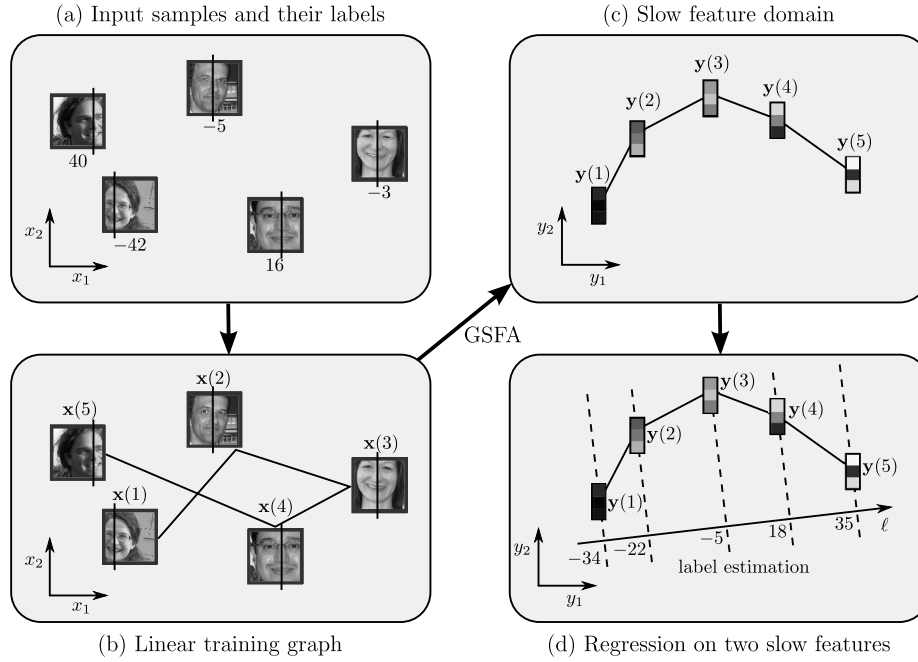 (a) Input samples and their labels
40
−5
−3
−42
16
x₂
x₁
(c) Slow feature domain
y(1)
y(2)
y(3)
y(4)
y(5)
y₂
y₁
GSFA
x(5)
x(2)
x(3)
x(1)
x(4)
x₂
x₁
(b) Linear training graph
y(3)
y(4)
y(2)
y(5)
y(1)
−34
−22
−5
18
35
ℓ
label estimation
y₂
y₁
(d) Regression on two slow features